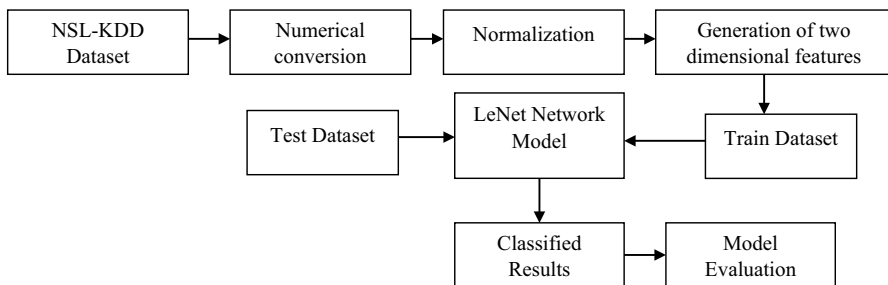 NSL-KDD
Dataset
Numerical
conversion
Normalization
Generation of two
dimensional features
Test Dataset
LeNet Network
Model
Train Dataset
Classified
Results
Model
Evaluation